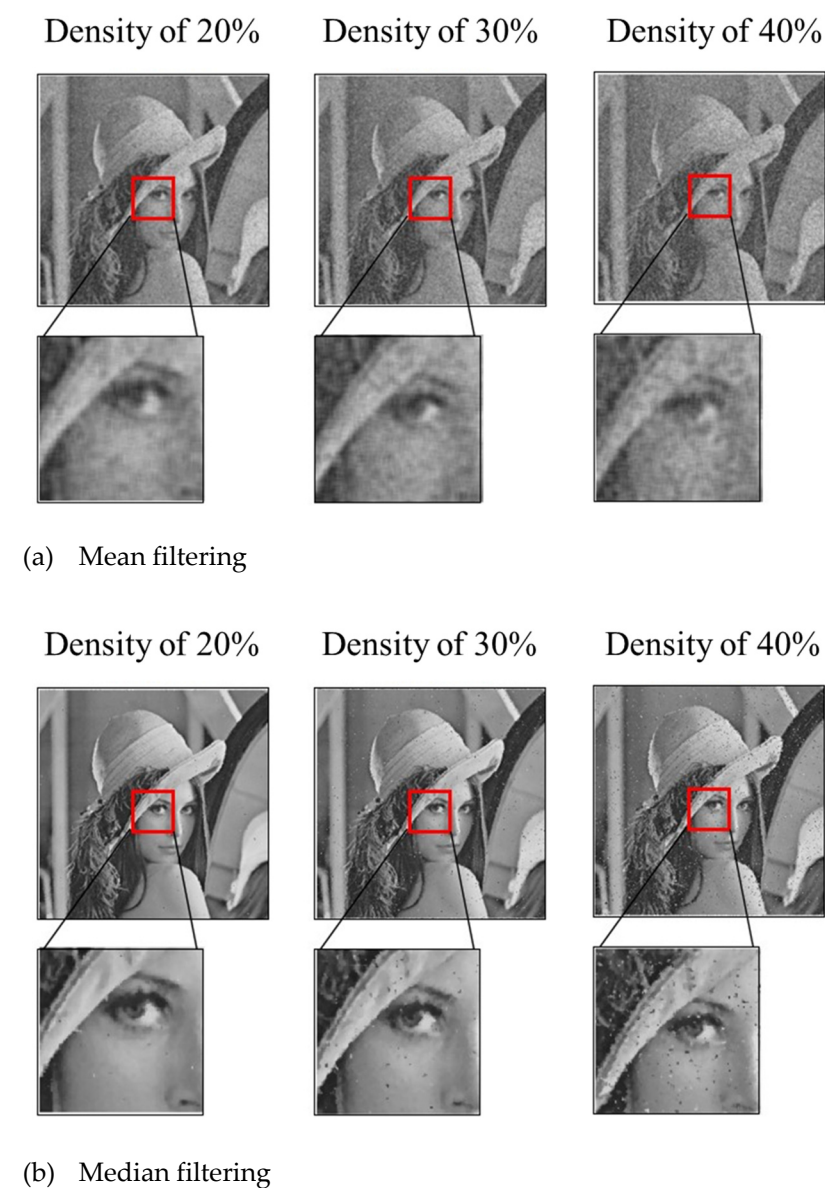 Density of 20% Density of 30% Density of 40%
(a) Mean filtering
Density of 20% Density of 30% Density of 40%
(b) Median filtering